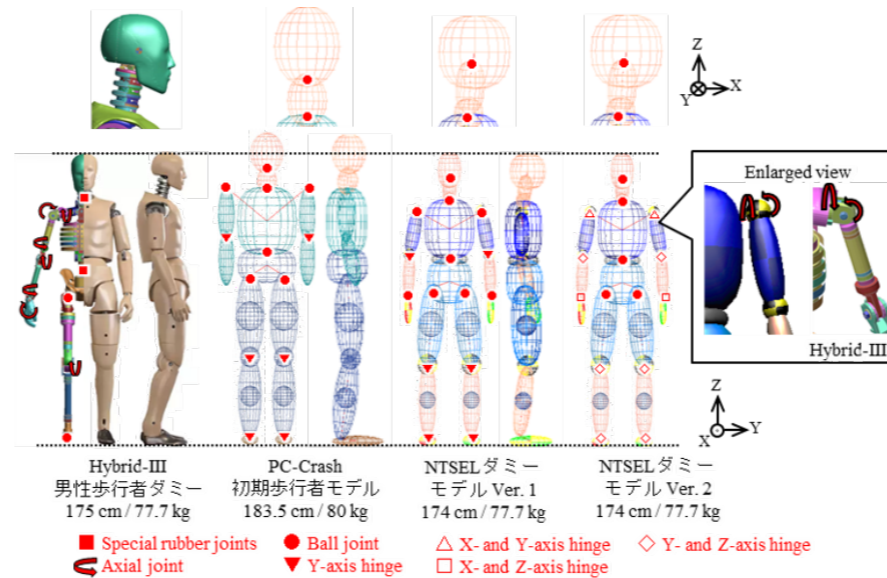 Z
X
Y
Enlarged view
Hybrid-III
Z
Y
X
Hybrid-III
男性歩行者ダミー
175 cm / 77.7 kg
PC-Crash
初期歩行者モデル
183.5 cm / 80 kg
NTSELダミー
モデル Ver. 1
174 cm / 77.7 kg
NTSELダミー
モデル Ver. 2
174 cm / 77.7 kg
Special rubber joints
Ball joint
X- and Y-axis hinge
Y- and Z-axis hinge
Axial joint
Y-axis hinge
X- and Z-axis hinge